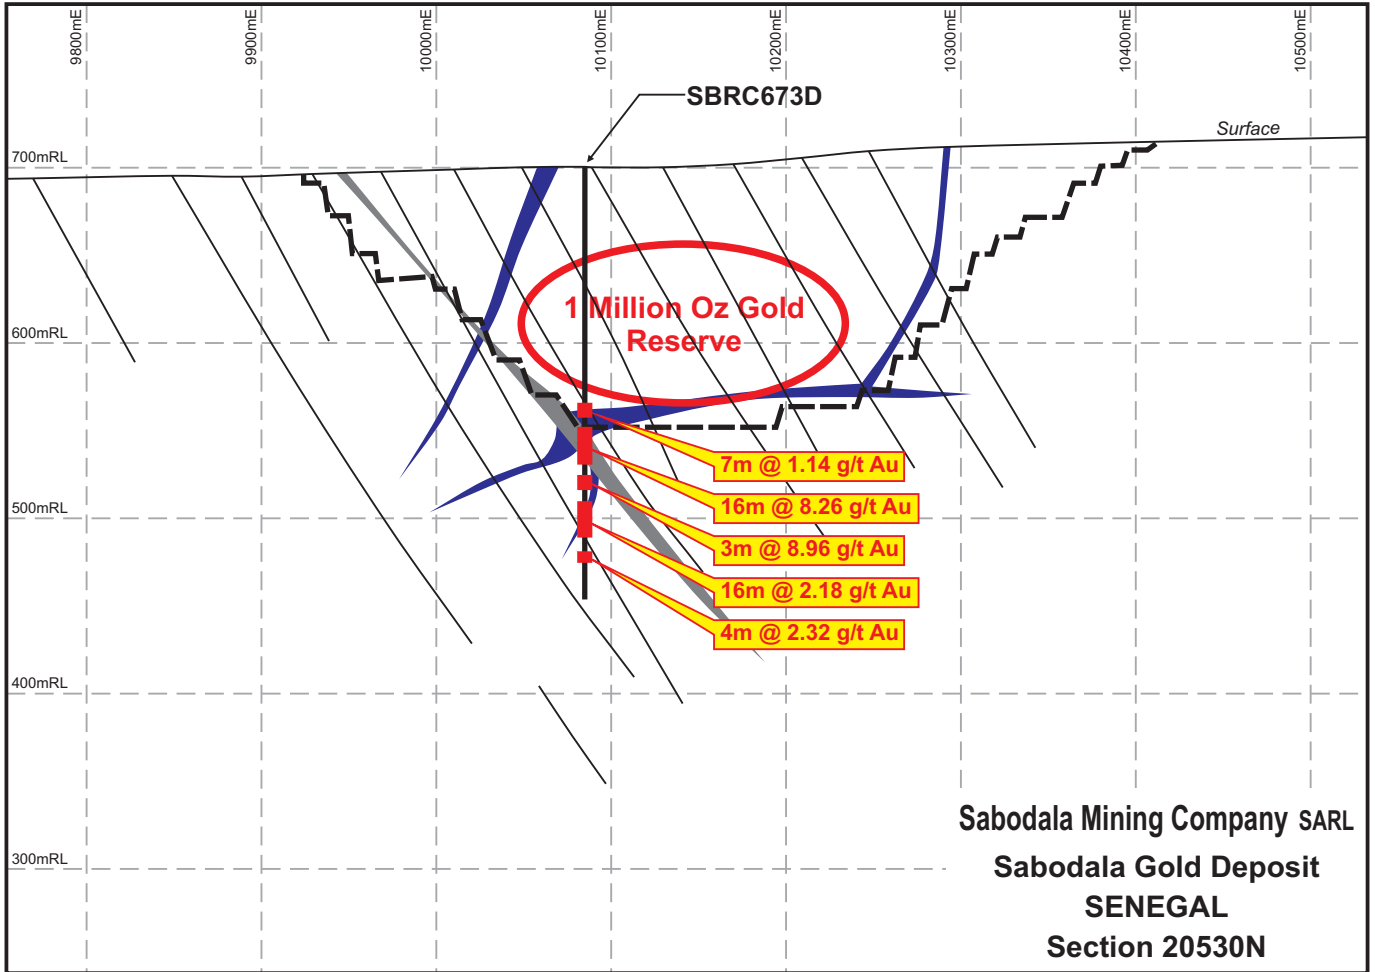 9800mE
9900mE
10000mE
10100mE
10200mE
10300mE
10400mE
10500mE
SBRC673D
Surface
700mRL
1 Million Oz Gold
Reserve
600mRL
7m @ 1.14 g/t Au
16m @ 8.26 g/t Au
500mRL
3m @ 8.96 g/t Au
16m @ 2.18 g/t Au
4m @ 2.32 g/t Au
400mRL
300mRL
Sabodala Mining Company SARL
Sabodala Gold Deposit
SENEGAL
Section 20530N